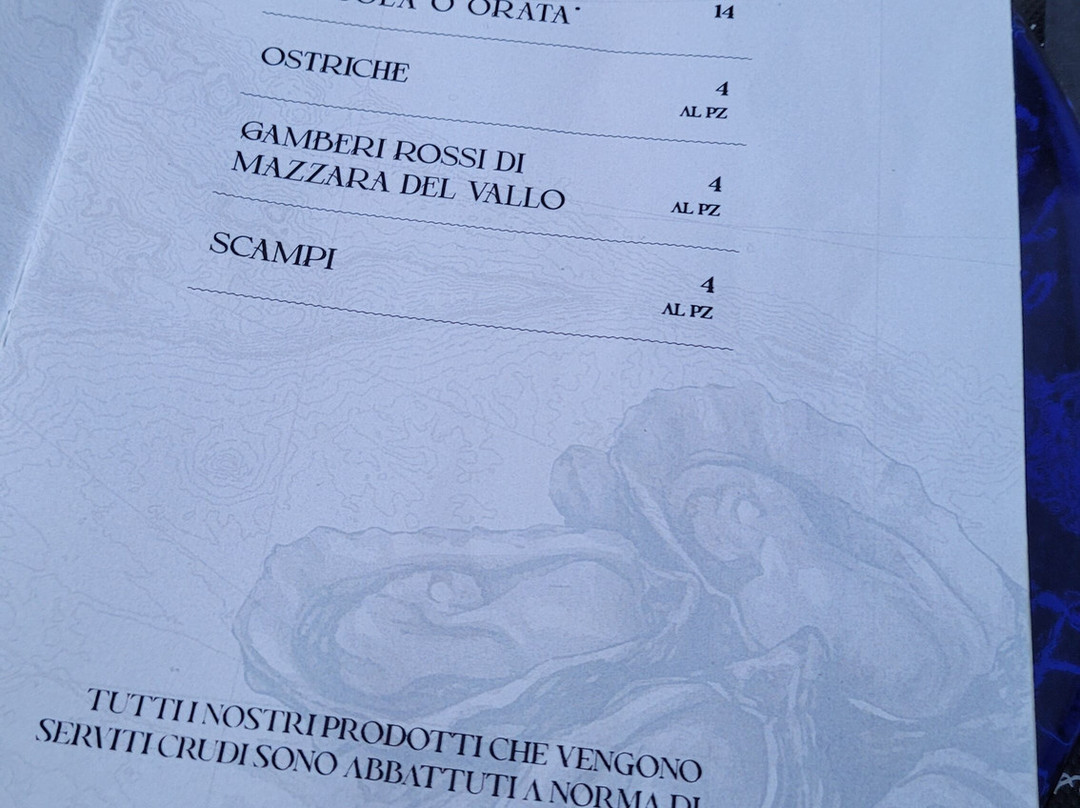 O ORATA*
14
OSTRICHE
4
AL PZ
GAMBERI ROSSI DI
MAZZARA DEL VALLO
4
AL PZ
SCAMPI
4
AL PZ
TUTTI I NOSTRI PRODOTTI CHE VENGONO
SERVITI CRUDI SONO ABBATTUTI A NORMA DI